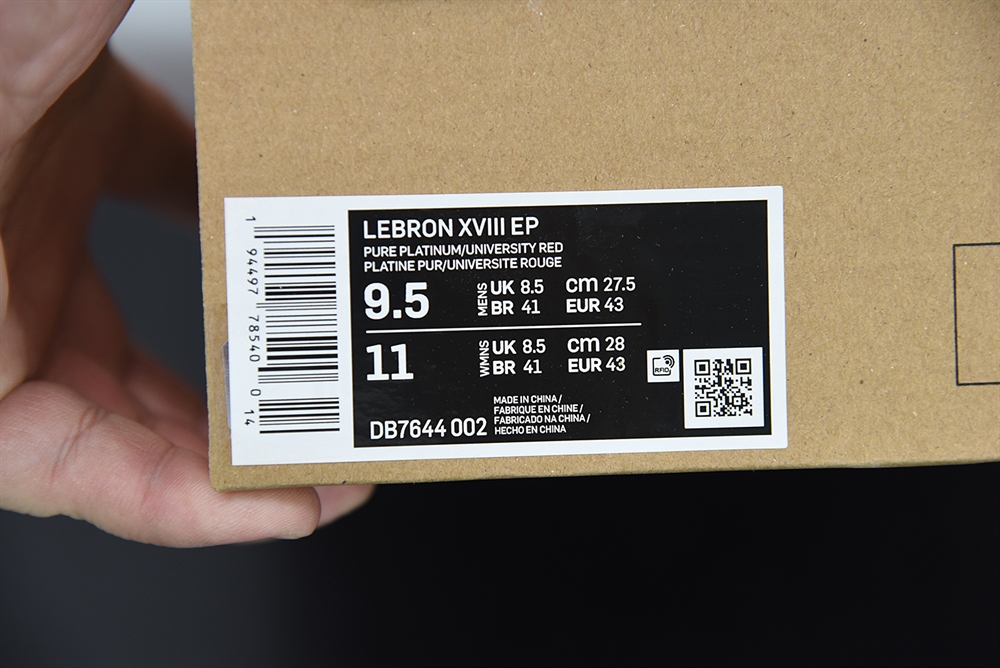 LEBRON XVIII EP
PURE PLATINUM/UNIVERSITY RED
PLATINE PUR/UNIVERSITE ROUGE
9.5 MENS UK 8.5 cm 27.5
BR 41 EUR 43
11 WMNS UK 8.5 cm 28
BR 41 EUR 43
RFID
MADE IN CHINA /
FABRIQUE EN CHINE /
FABRICADO NA CHINA /
HECHO EN CHINA
DB7644 002
1 94497 78540 0 14